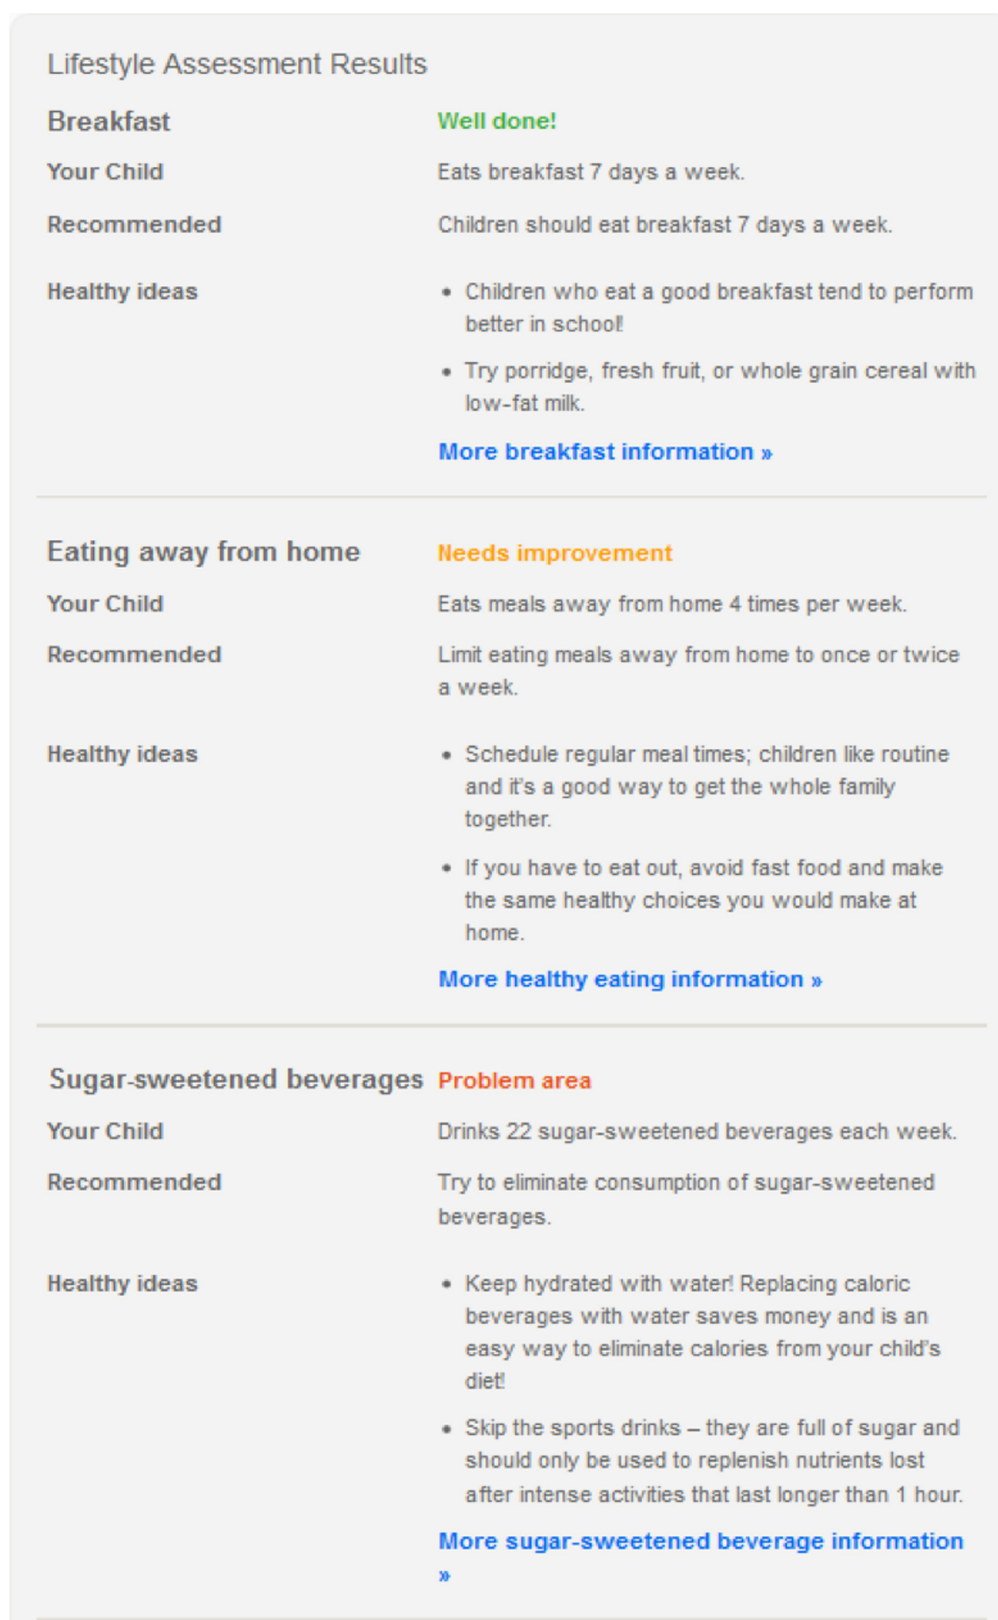 Lifestyle Assessment Results
Breakfast Well done!
Your Child Eats breakfast 7 days a week.
Recommended Children should eat breakfast 7 days a week.
Healthy ideas • Children who eat a good breakfast tend to perform
better in school!
• Try porridge, fresh fruit, or whole grain cereal with
low-fat milk.
More breakfast information »
Eating away from home Needs improvement
Your Child Eats meals away from home 4 times per week.
Recommended Limit eating meals away from home to once or twice
a week.
Healthy ideas • Schedule regular meal times; children like routine
and it's a good way to get the whole family
together.
• If you have to eat out, avoid fast food and make
the same healthy choices you would make at
home.
More healthy eating information »
Sugar-sweetened beverages Problem area
Your Child Drinks 22 sugar-sweetened beverages each week.
Recommended Try to eliminate consumption of sugar-sweetened
beverages.
Healthy ideas • Keep hydrated with water! Replacing caloric
beverages with water saves money and is an
easy way to eliminate calories from your child's
diet!
• Skip the sports drinks – they are full of sugar and
should only be used to replenish nutrients lost
after intense activities that last longer than 1 hour.
More sugar-sweetened beverage information
»